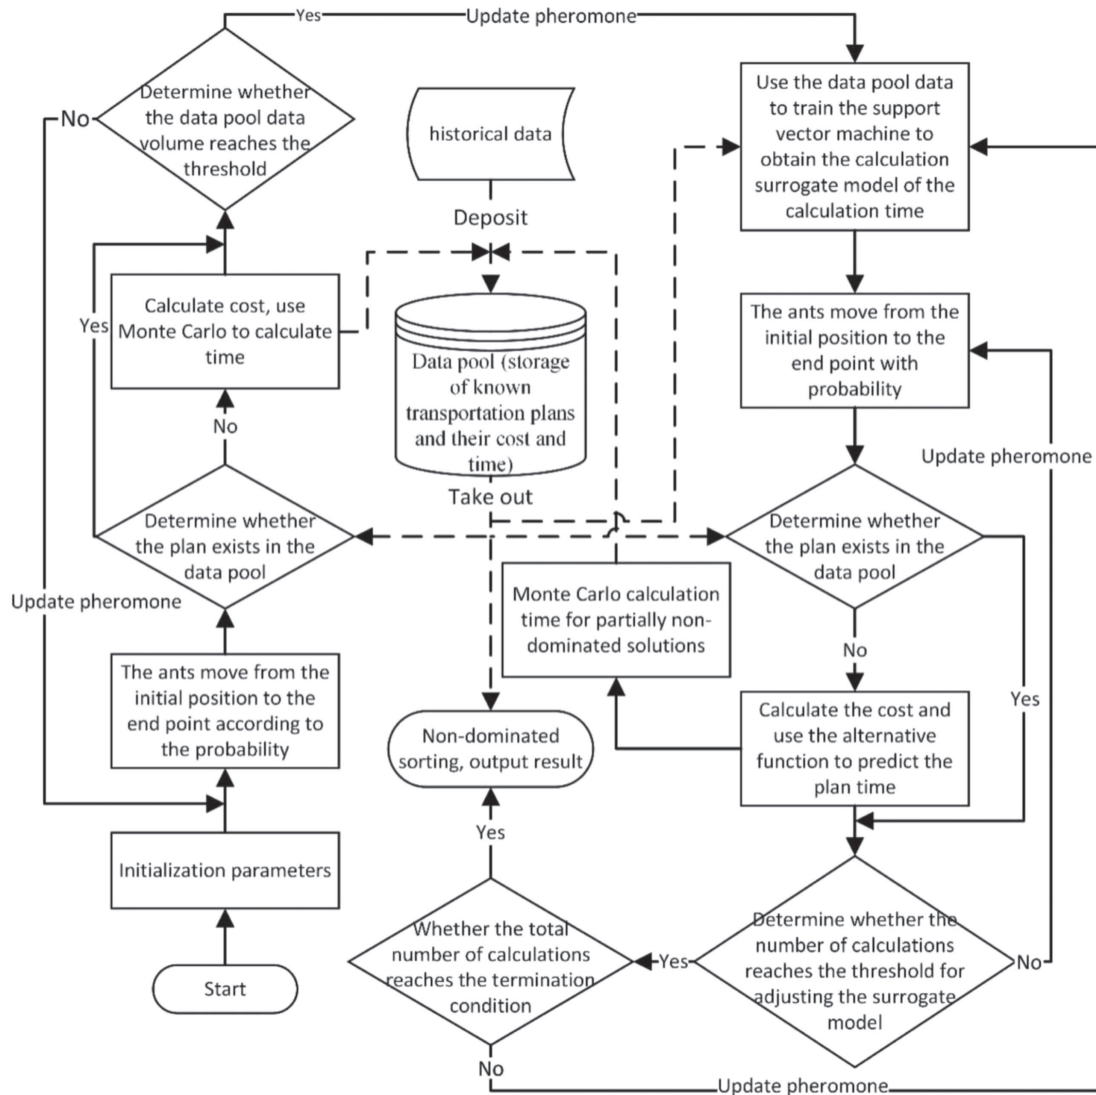 Yes
Update pheromone
Determine whether
the data pool data
volume reaches the
threshold
No
historical data
Deposit
Use the data pool data
to train the support
vector machine to
obtain the calculation
surrogate model of the
calculation time
Calculate cost, use
Monte Carlo to calculate
time
Yes
No
Data pool (storage
of known
transportation plans
and their cost and
time)
Take out
The ants move from the
initial position to the
end point with
probability
Update pheromone
Determine whether
the plan exists in the
data pool
Determine whether
the plan exists in the
data pool
Update pheromone
Monte Carlo calculation
time for partially non-
dominated solutions
No
Yes
The ants move from the
initial position to the
end point according to
the probability
Non-dominated
sorting, output result
Calculate the cost and
use the alternative
function to predict the
plan time
Yes
Initialization parameters
Start
Whether the total
number of calculations
reaches the termination
condition
Yes
Determine whether the
number of calculations
reaches the threshold for
adjusting the surrogate
model
No
No
Update pheromone